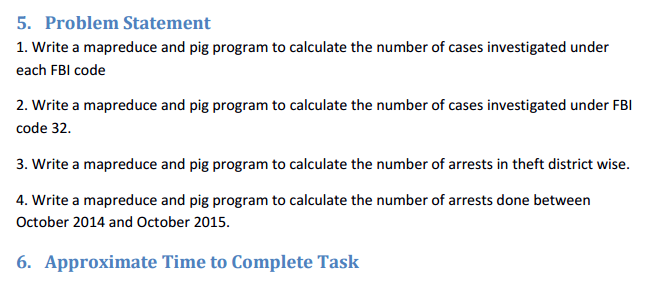 5. Problem Statement
1. Write a mapreduce and pig program to calculate the number of cases investigated under
each FBI code
2. Write a mapreduce and pig program to calculate the number of cases investigated under FBI
code 32.
3. Write a mapreduce and pig program to calculate the number of arrests in theft district wise.
4. Write a mapreduce and pig program to calculate the number of arrests done between
October 2014 and October 2015.
6. Approximate Time to Complete Task